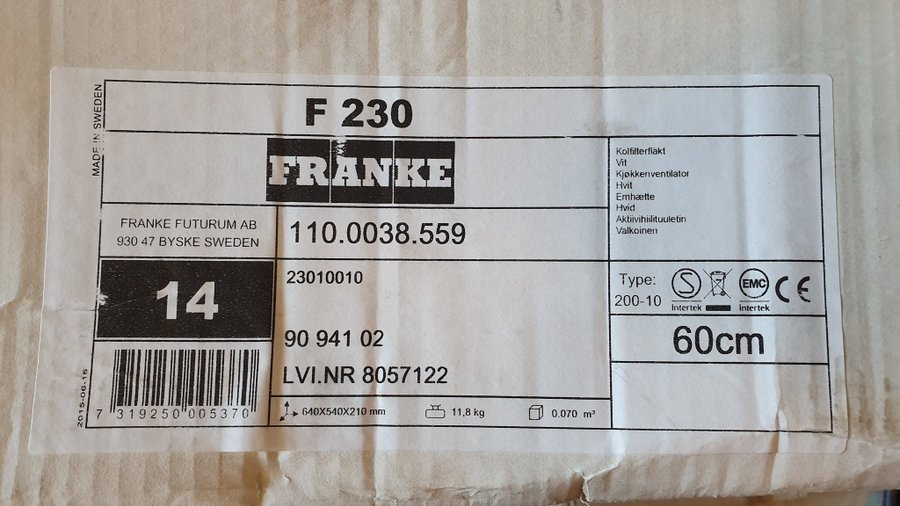 MADE IN SWEDEN
F 230
FRANKE
Kolfilterfläkt
Vit
Kjøkkenventilator
Hvit
Emhætte
Hvid
Aktiivihiilituuletin
Valkoinen
FRANKE FUTURUM AB
930 47 BYSKE SWEDEN
110.0038.559
14
23010010
90 941 02
LVI.NR 8057122
Type:
200-10
S
Intertek
EMC
Intertek
CE
60cm
2015-06-16
7 319250 005370
640X540X210 mm
11,8 kg
0.070 m³